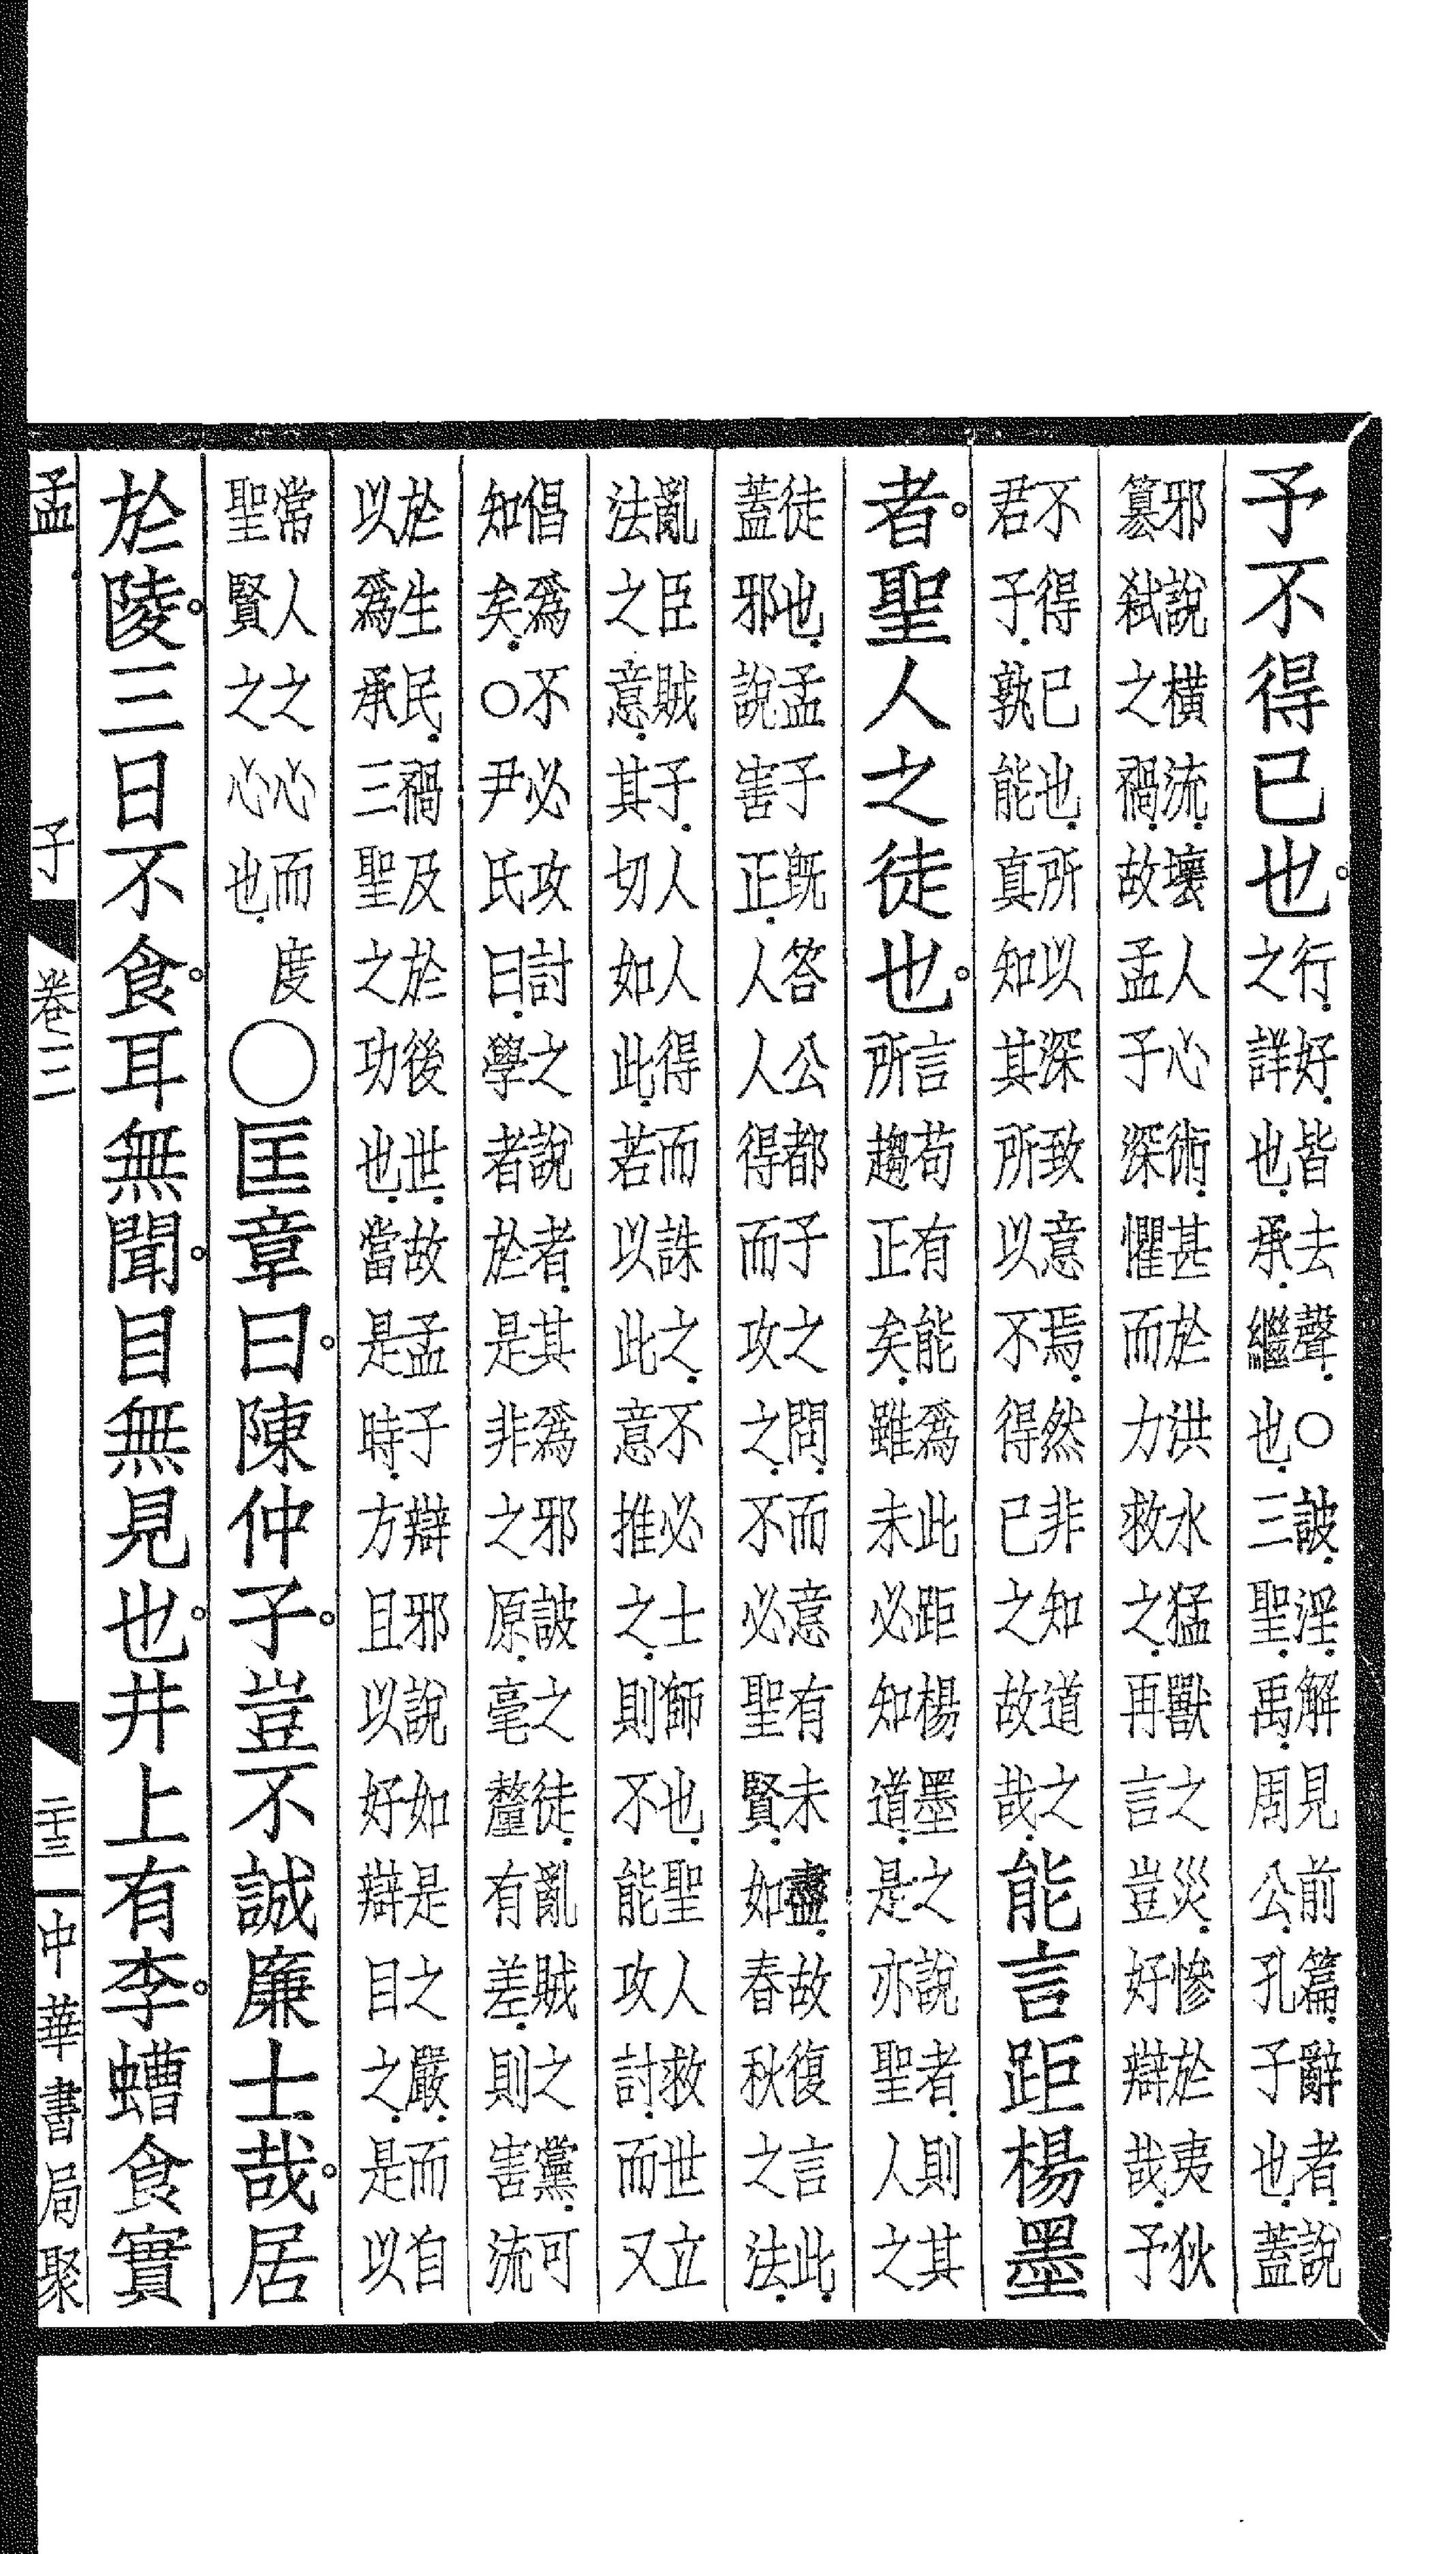 予不得已也。行．好．皆去聲．○詖．淫．解見前篇．辭者．說之詳也．承．繼也．三聖．禹．周公．孔子也．蓋
邪說橫流．壞人心術．甚於洪水猛獸之災．慘於夷狄篡弒之禍．故孟子深懼而力救之．再言豈好辯哉．予
不得已也．所以深致意焉．然非知道之君子．孰能真知其所以不得已之故哉．能言距楊墨
者。聖人之徒也。言苟有能爲此距楊墨之說者．則其所趨正矣．雖未必知道．是亦聖人之
徒也．孟子既答公都子之問．而意有未盡．故復言此．蓋邪說害正．人人得而攻之．不必聖賢．如春秋之法．
亂臣賊子．人人得而誅之．不必士師也．聖人救世立法之意．其切如此．若以此意推之．則不能攻討．而又
倡爲不必攻討之說者．其爲邪詖之徒．亂賊之黨．可知矣．○尹氏曰．學者於是非之原毫釐有差．則害流
於生民．禍及於後世．故孟子辯邪說如是之嚴．而自以爲承三聖之功也．當是時．方且以好辯目之．是以
常人之心而度聖賢之心也．○匡章曰。陳仲子。豈不誠廉士哉。居
於陵。三日不食。耳無聞。目無見也。井上有李。螬食實
孟子 卷三 二十三 中華書局聚